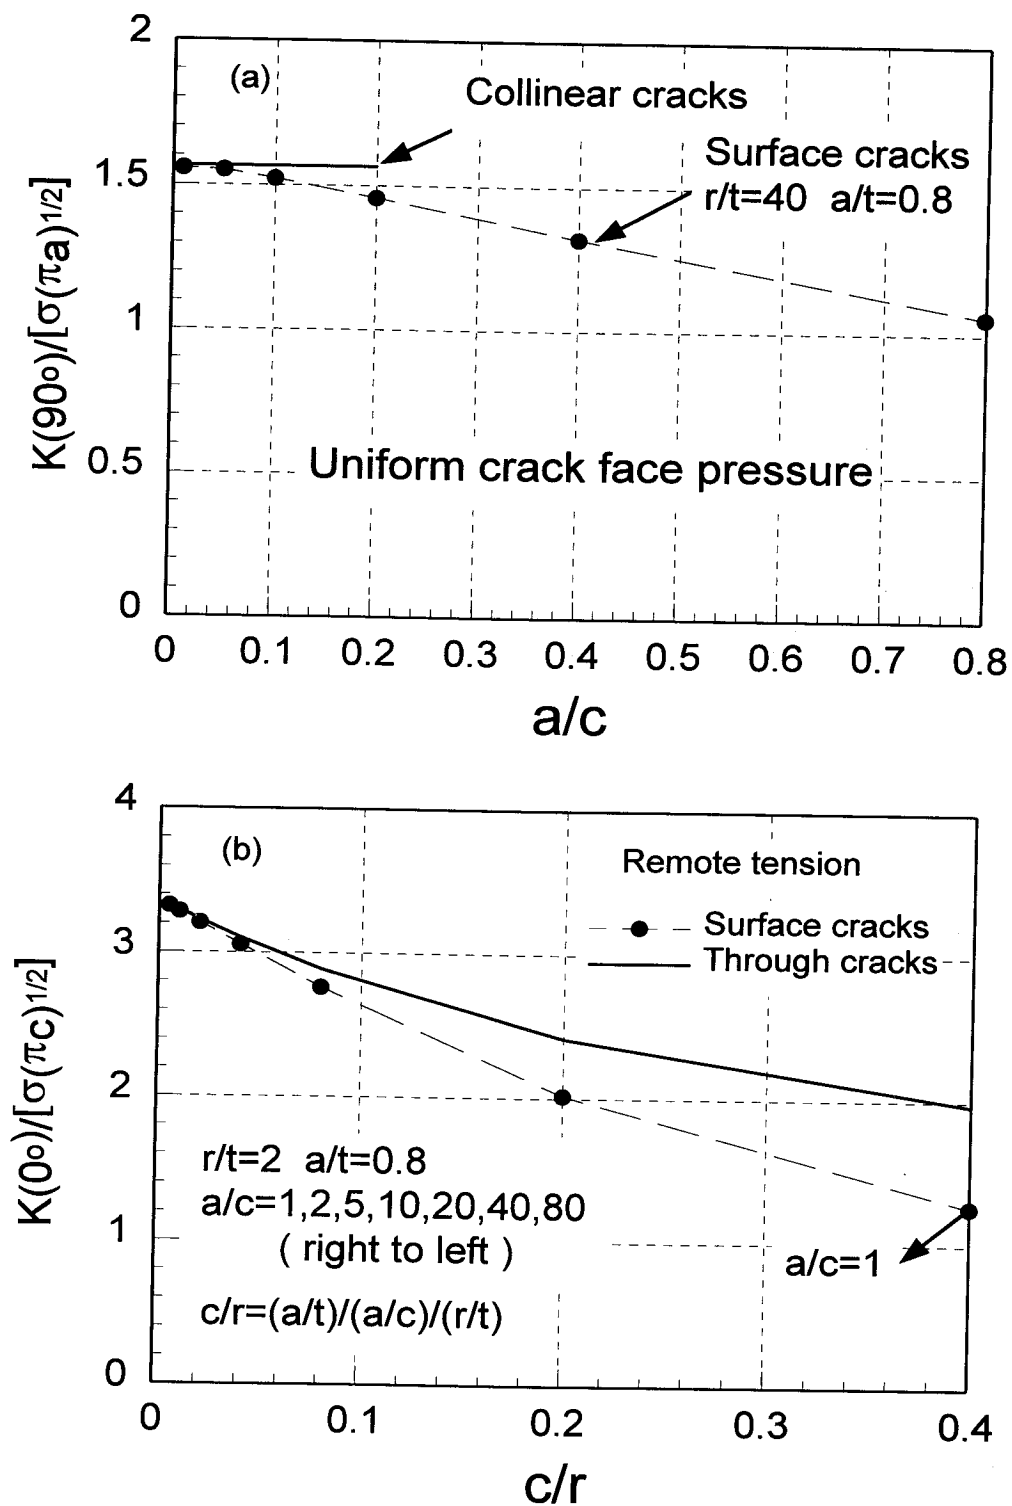 2
(a)
Collinear cracks
Surface cracks
r/t=40 a/t=0.8
1.5
1
0.5
0
K(90º)/[σ(πa)1/2]
Uniform crack face pressure
0 0.1 0.2 0.3 0.4 0.5 0.6 0.7 0.8
a/c
4
(b)
Remote tension
Surface cracks
Through cracks
3
2
1
0
K(0º)/[σ(πc)1/2]
r/t=2 a/t=0.8
a/c=1,2,5,10,20,40,80
( right to left )
a/c=1
c/r=(a/t)/(a/c)/(r/t)
0 0.1 0.2 0.3 0.4
c/r